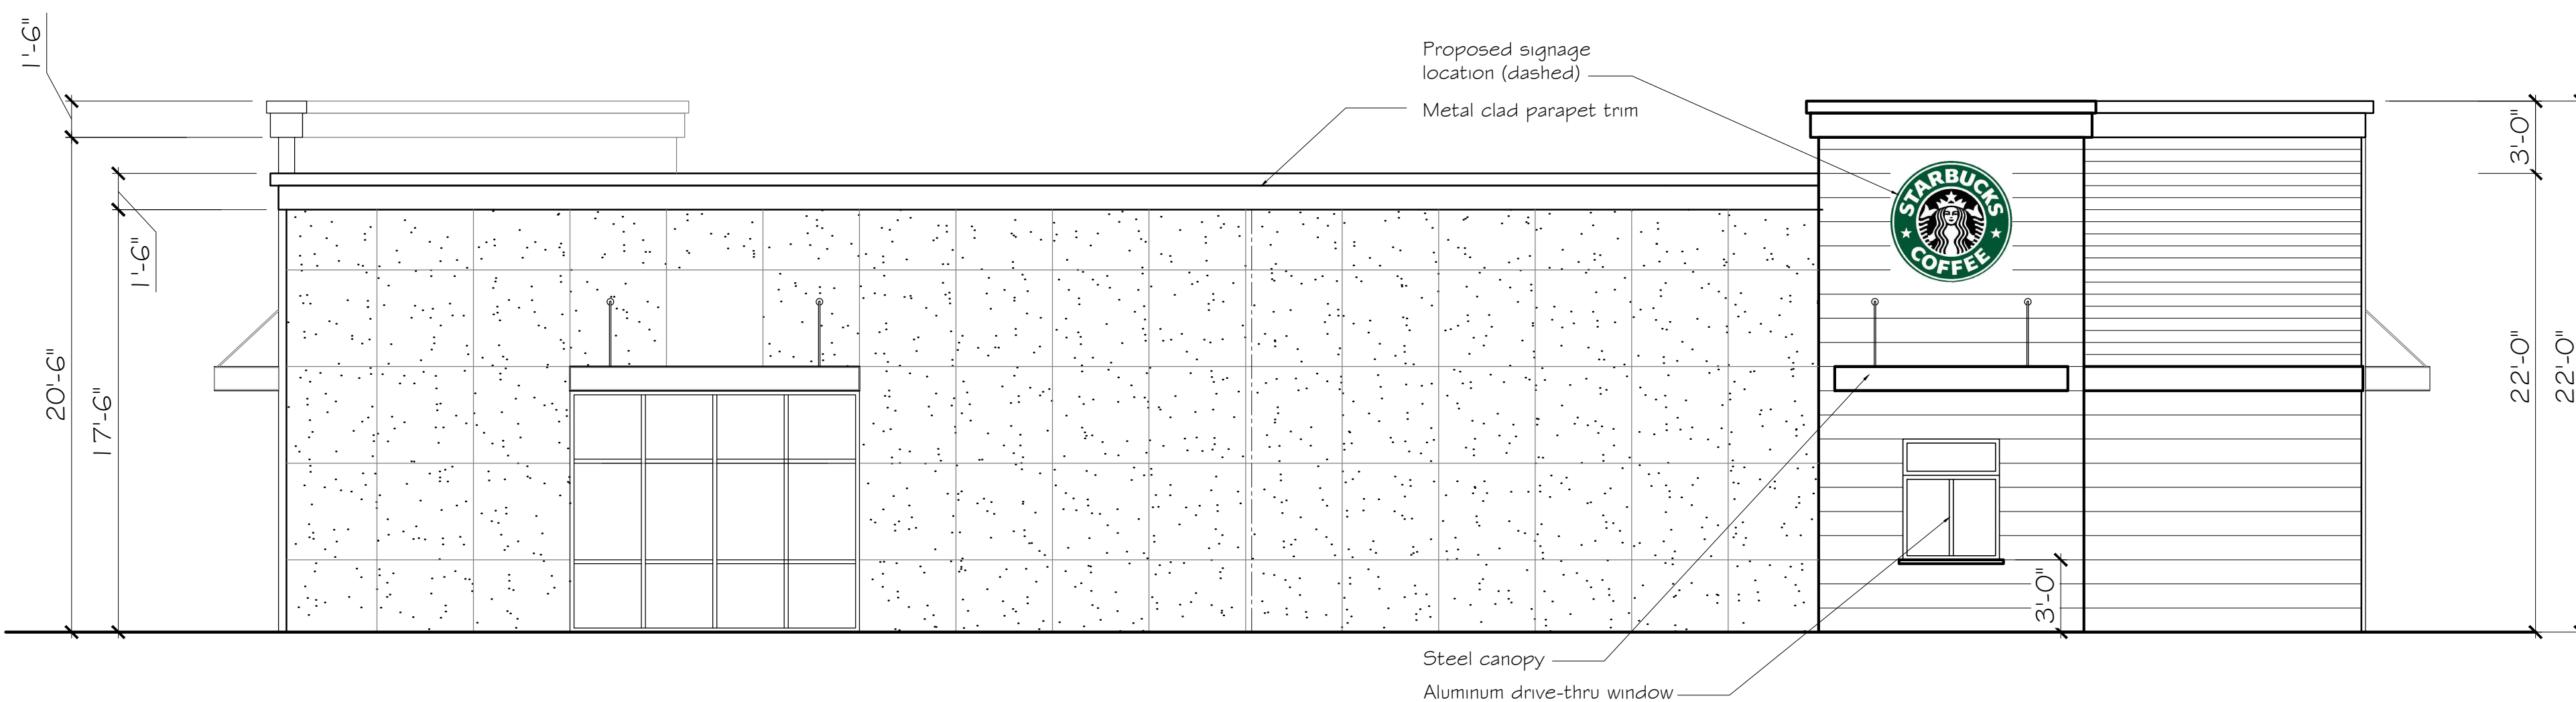 1'-6"
Proposed signage
location (dashed)
Metal clad parapet trim
3'-0"
STARBUCKS
COFFEE
1'-6"
20'-6"
17'-6"
22'-0"
22'-0"
3'-0"
Steel canopy
Aluminum drive-thru window